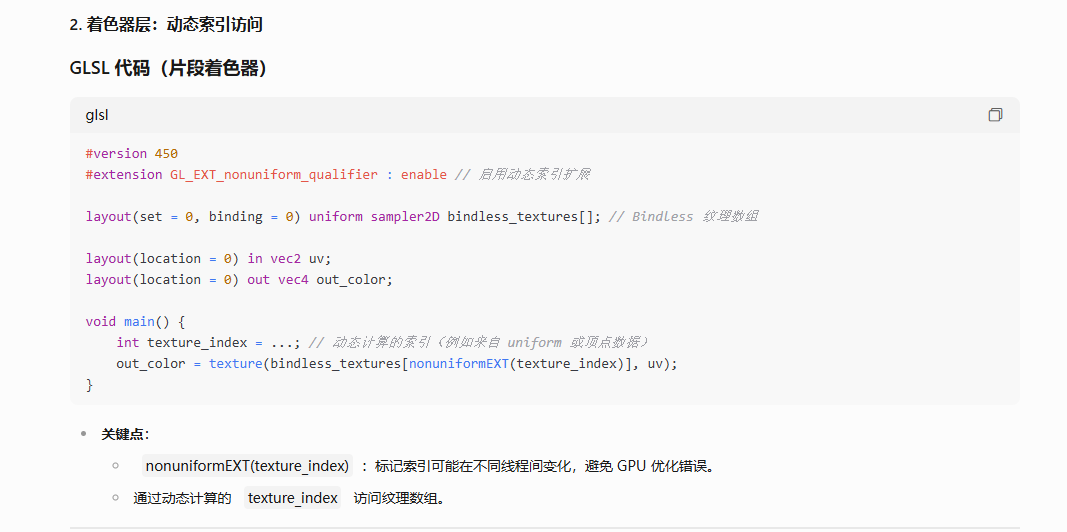 2. 着色器层：动态索引访问
GLSL 代码（片段着色器）
glsl
#version 450
#extension GL_EXT_nonuniform_qualifier : enable // 启用动态索引扩展
layout(set = 0, binding = 0) uniform sampler2D bindless_textures[]; // Bindless 纹理数组
layout(location = 0) in vec2 uv;
layout(location = 0) out vec4 out_color;
void main() {
    int texture_index = ...; // 动态计算的索引（例如来自 uniform 或顶点数据）
    out_color = texture(bindless_textures[nonuniformEXT(texture_index)], uv);
}
关键点：
nonuniformEXT(texture_index) ：标记索引可能在不同线程间变化，避免 GPU 优化错误。
通过动态计算的 texture_index 访问纹理数组。